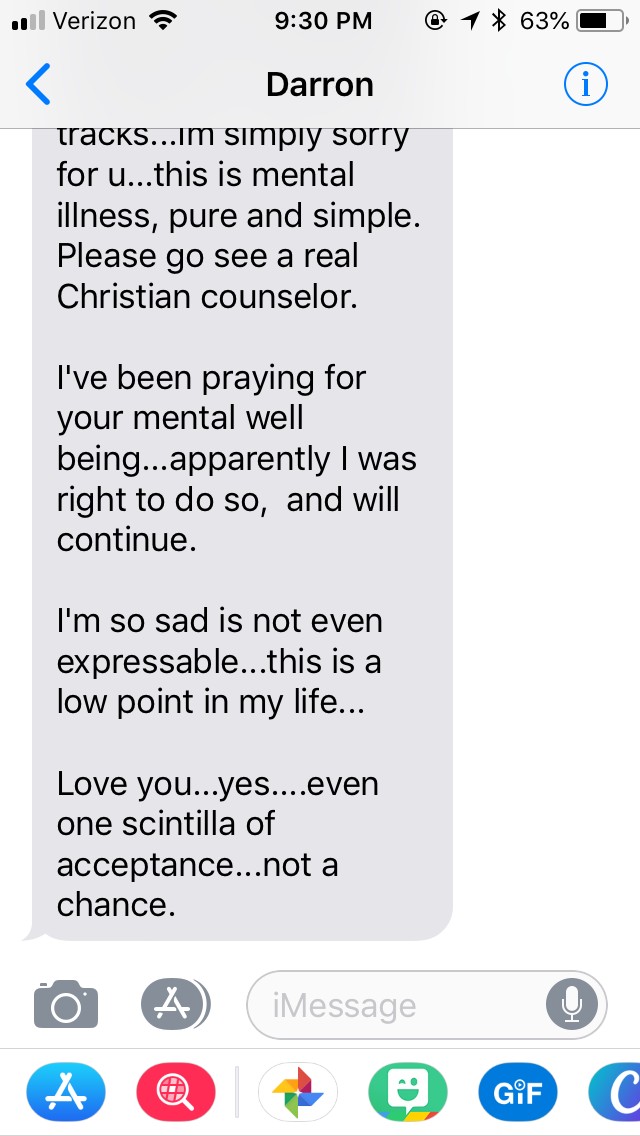 Verizon 9:30 PM 63%
Darron
tracks...im simply sorry
for u...this is mental
illness, pure and simple.
Please go see a real
Christian counselor.
I've been praying for
your mental well
being...apparently I was
right to do so,  and will
continue.
I'm so sad is not even
expressable...this is a
low point in my life...
Love you...yes....even
one scintilla of
acceptance...not a
chance.
iMessage
GIF